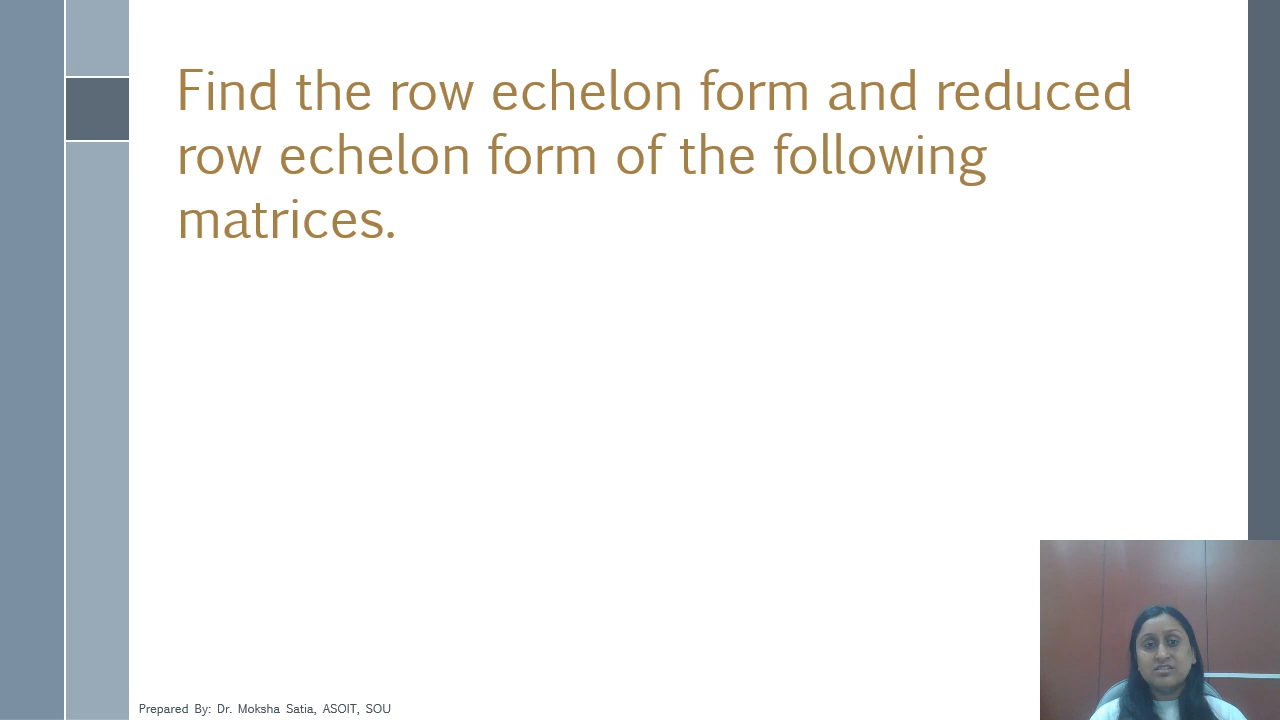 Find the row echelon form and reduced
row echelon form of the following
matrices.
Prepared By: Dr. Moksha Satia, ASOIT, SOU